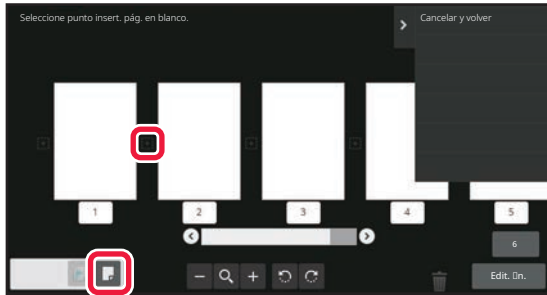 Seleccione punto insert. pág. en blanco.
Cancelar y volver
1
2
3
4
5
6
Edit. ▯n.